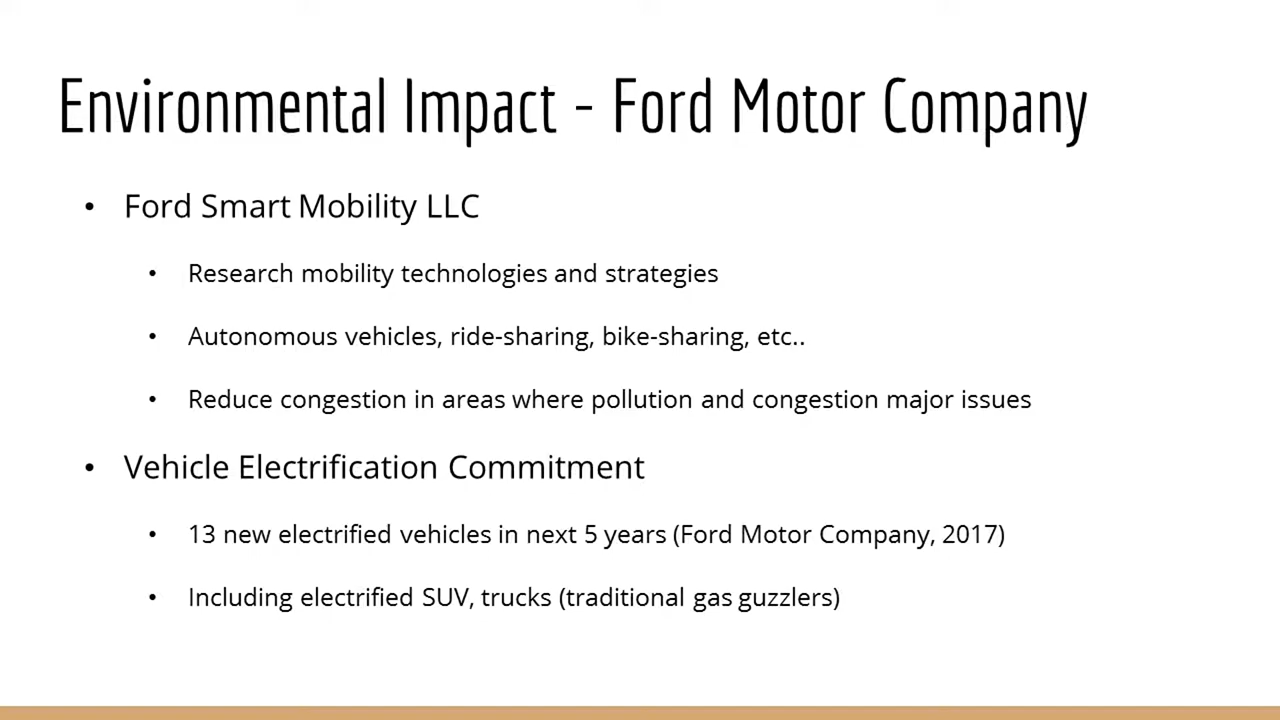 Environmental Impact - Ford Motor Company
• Ford Smart Mobility LLC
• Research mobility technologies and strategies
• Autonomous vehicles, ride-sharing, bike-sharing, etc..
• Reduce congestion in areas where pollution and congestion major issues
• Vehicle Electrification Commitment
• 13 new electrified vehicles in next 5 years (Ford Motor Company, 2017)
• Including electrified SUV, trucks (traditional gas guzzlers)